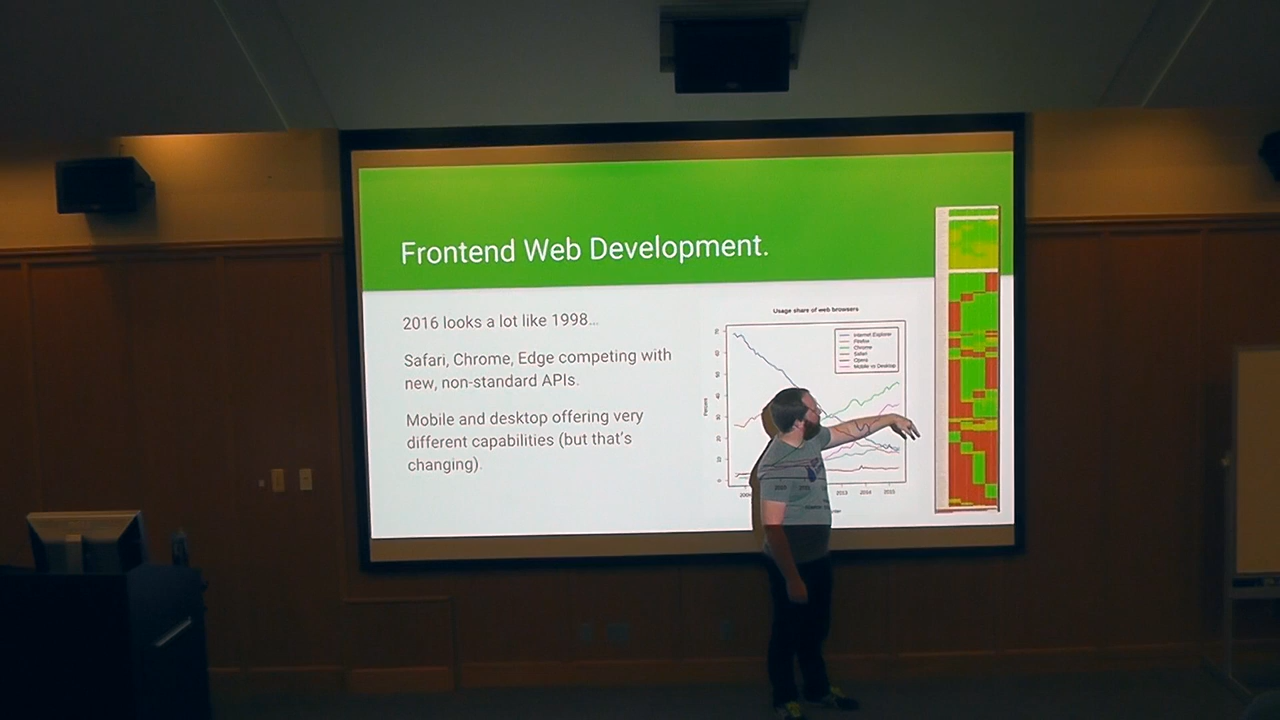 Frontend Web Development.
2016 looks a lot like 1998...
Safari, Chrome, Edge competing with
new, non-standard APIs.
Mobile and desktop offering very
different capabilities (but that's
changing).
Usage share of web browsers
Internet Explorer
Firefox
Chrome
Safari
Opera
Mobile vs Desktop
Percent
2013 2014 2015